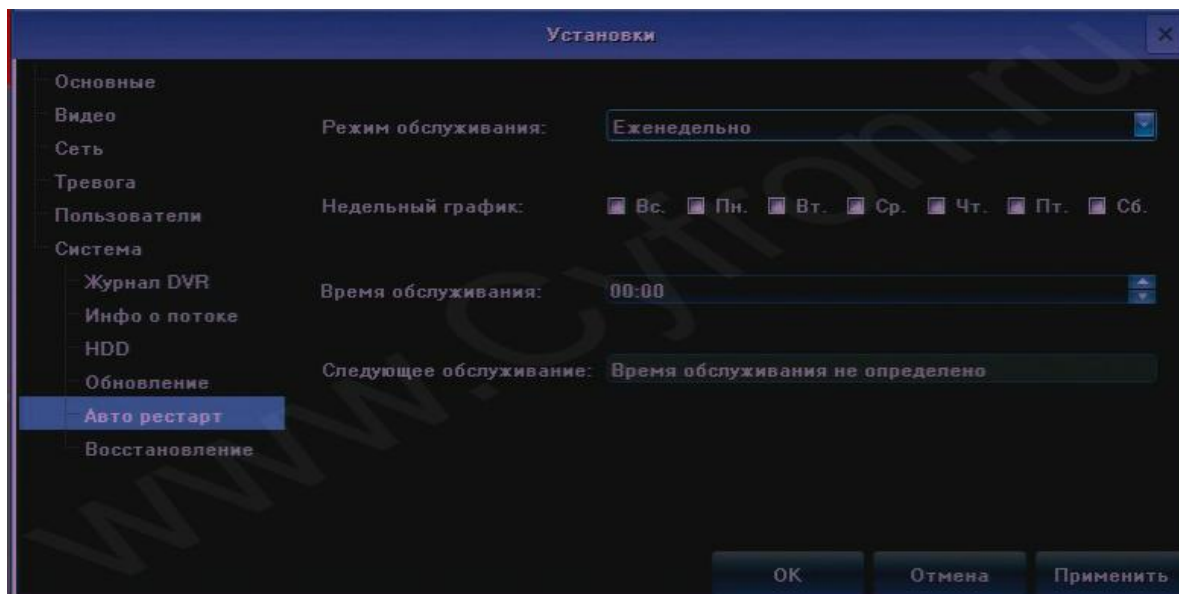 Установки
Основные
Видео
Сеть
Тревога
Пользователи
Система
Журнал DVR
Инфо о потоке
HDD
Обновление
Авто рестарт
Восстановление
Режим обслуживания: Еженедельно
Недельный график: Вс. Пн. Вт. Ср. Чт. Пт. Сб.
Время обслуживания: 00:00
Следующее обслуживание: Время обслуживания не определено
OK Отмена Применить
www.Cytron.ru